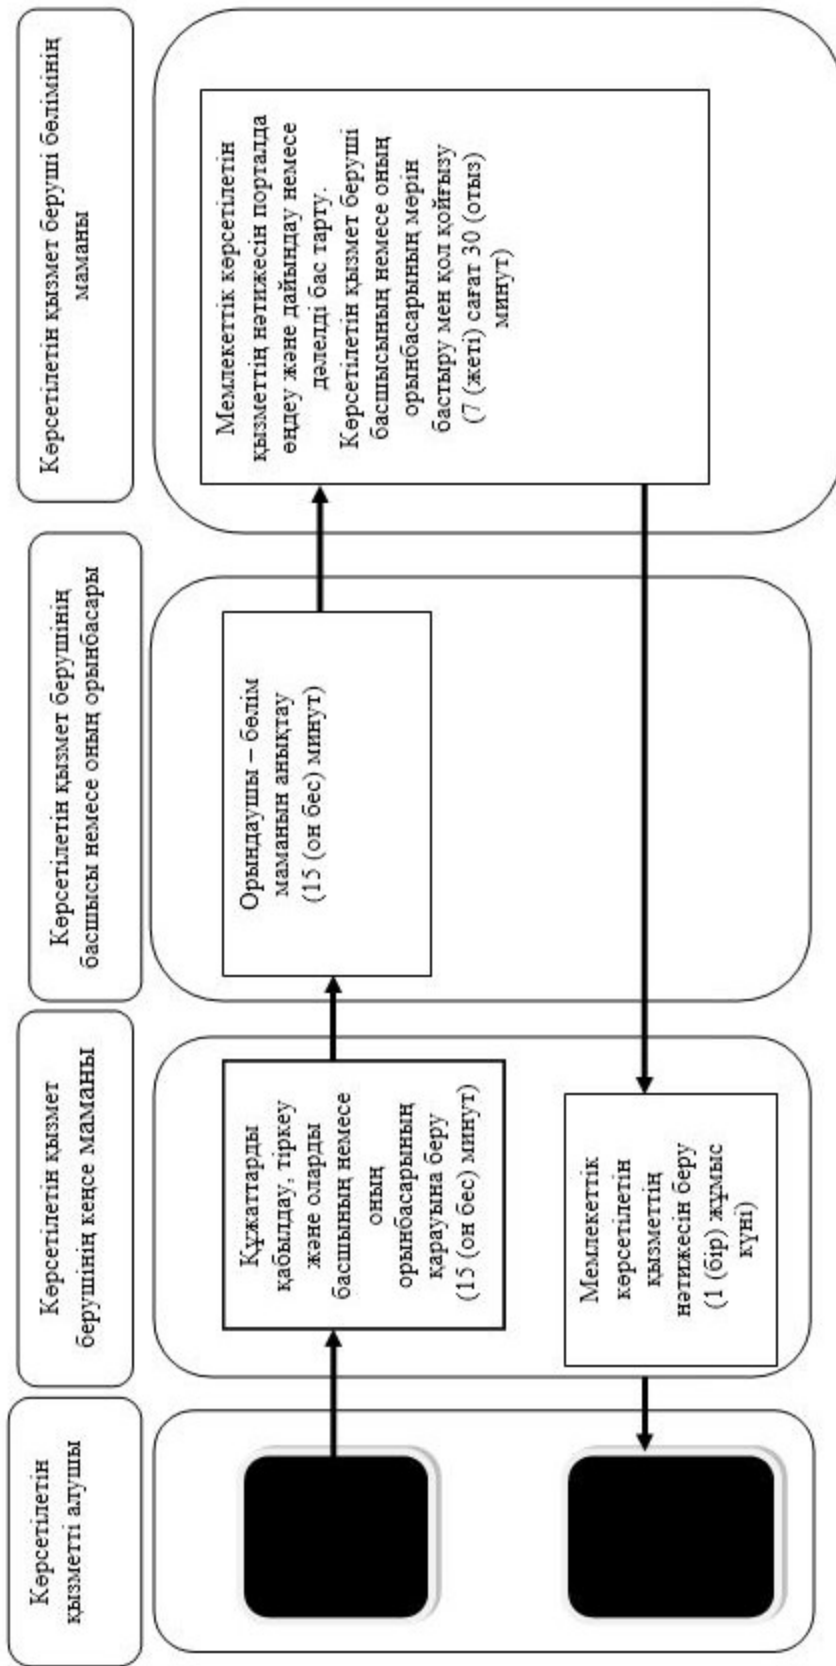 Көрсетілетін
қызметті алушы
Көрсетілетін қызмет
берушінің кеңсе маманы
Көрсетілетін қызмет берушінің
басшысы немесе оның орынбасары
Көрсетілетін қызмет беруші бөлімінің
маманы
Құжаттарды
қабылдау, тіркеу
және оларды
басшының немесе
оның
орынбасарының
қарауына беру
(15 (он бес) минут)
Орындаушы – бөлім
маманын анықтау
(15 (он бес) минут)
Мемлекеттік көрсетілетін
қызметтің нәтижесін порталда
өңдеу және дайындау немесе
дәлелді бас тарту.
Көрсетілетін қызмет беруші
басшысының немесе оның
орынбасарының мөрін
бастыру мен қол қойғызу
(7 (жеті) сағат 30 (отыз)
минут)
Мемлекеттік
көрсетілетін
қызметтің
нәтижесін беру
(1 (бір) жұмыс
күні)